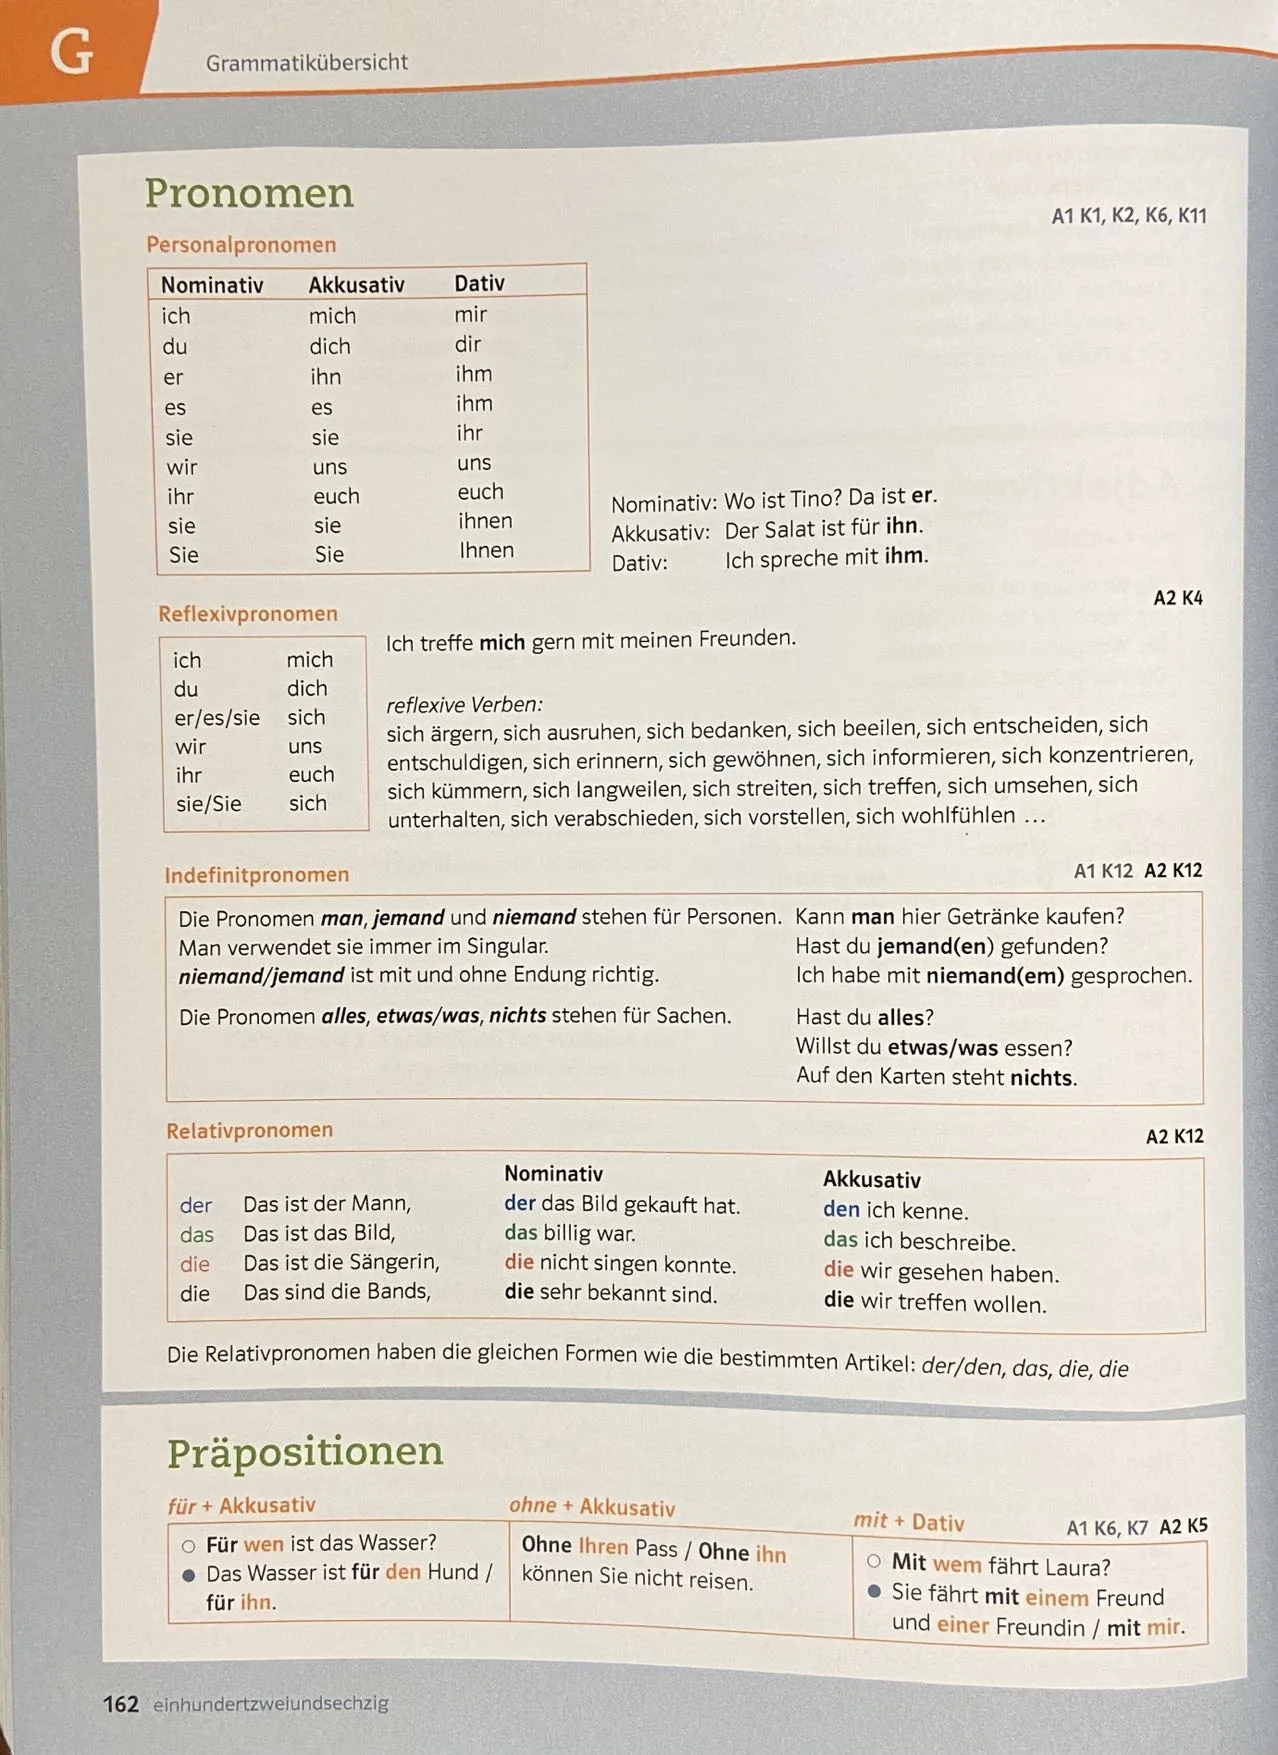 G
Grammatikübersicht
Pronomen
A1 K1, K2, K6, K11
Personalpronomen
Nominativ Akkusativ Dativ
ich mich mir
du dich dir
er ihn ihm
es es ihm
sie sie ihr
wir uns uns
ihr euch euch
sie sie ihnen
Sie Sie Ihnen
Nominativ: Wo ist Tino? Da ist er.
Akkusativ: Der Salat ist für ihn.
Dativ: Ich spreche mit ihm.
Reflexivpronomen
A2 K4
ich mich
du dich
er/es/sie sich
wir uns
ihr euch
sie/Sie sich
Ich treffe mich gern mit meinen Freunden.
reflexive Verben:
sich ärgern, sich ausruhen, sich bedanken, sich beeilen, sich entscheiden, sich
entschuldigen, sich erinnern, sich gewöhnen, sich informieren, sich konzentrieren,
sich kümmern, sich langweilen, sich streiten, sich treffen, sich umsehen, sich
unterhalten, sich verabschieden, sich vorstellen, sich wohlfühlen ...
Indefinitpronomen
A1 K12 A2 K12
Die Pronomen man, jemand und niemand stehen für Personen. Kann man hier Getränke kaufen?
Man verwendet sie immer im Singular. Hast du jemand(en) gefunden?
niemand/jemand ist mit und ohne Endung richtig. Ich habe mit niemand(em) gesprochen.
Die Pronomen alles, etwas/was, nichts stehen für Sachen. Hast du alles?
Willst du etwas/was essen?
Auf den Karten steht nichts.
Relativpronomen
A2 K12
Nominativ Akkusativ
der Das ist der Mann, der das Bild gekauft hat. den ich kenne.
das Das ist das Bild, das billig war. das ich beschreibe.
die Das ist die Sängerin, die nicht singen konnte. die wir gesehen haben.
die Das sind die Bands, die sehr bekannt sind. die wir treffen wollen.
Die Relativpronomen haben die gleichen Formen wie die bestimmten Artikel: der/den, das, die, die
Präpositionen
für + Akkusativ ohne + Akkusativ mit + Dativ A1 K6, K7 A2 K5
○ Für wen ist das Wasser?
● Das Wasser ist für den Hund /
für ihn.
Ohne Ihren Pass / Ohne ihn
können Sie nicht reisen.
○ Mit wem fährt Laura?
● Sie fährt mit einem Freund
und einer Freundin / mit mir.
162 einhundertzweiundsechzig